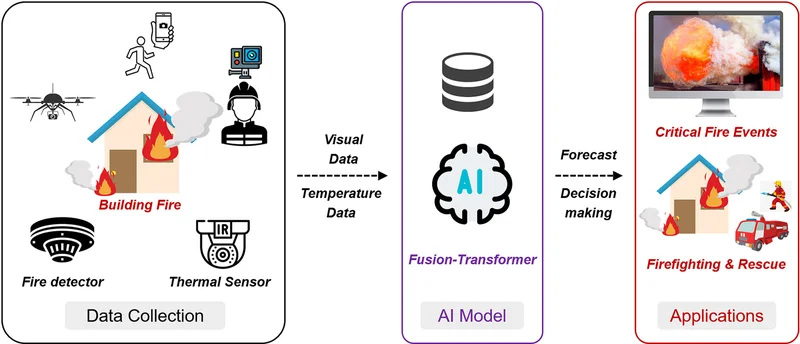 Building Fire
IR
Fire detector
Thermal Sensor
Data Collection
Visual
Data
Temperature
Data
AI
Fusion-Transformer
AI Model
Forecast
Decision
making
Critical Fire Events
Firefighting & Rescue
Applications